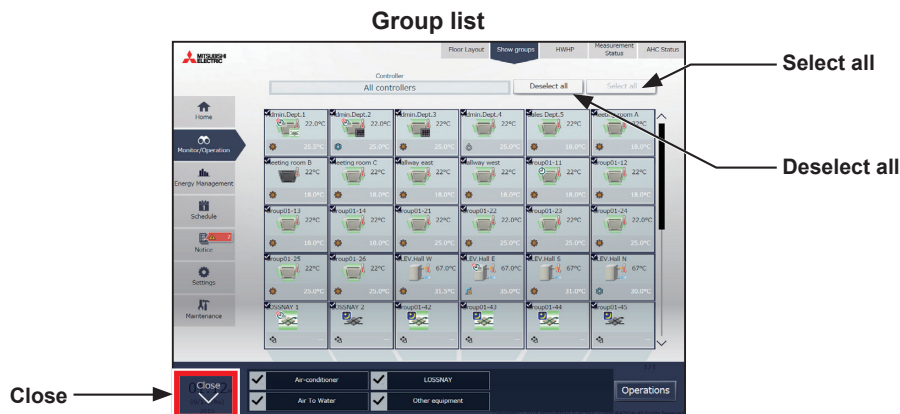 Group list
MITSUBISHI
ELECTRIC
Floor Layout Show groups HWHP Measurement Status AHC Status
Select all
Controller
All controllers Deselect all Select all
Deselect all
Home
Monitor/Operation
Energy Management
Schedule
Notice
Settings
Maintenance
dmin.Dept.1 dmin.Dept.2 dmin.Dept.3 dmin.Dept.4 ales Dept.5 eeting room A
22.0°C 22.0°C 22°C 22°C 22°C 22°C
25.5°C 25.0°C 25.0°C 25.0°C 18.0°C 18.0°C
eeting room B eeting room C allway east allway west roup01-11 roup01-12
22°C 22°C 22°C 22°C 22°C 22°C
18.0°C 18.0°C 18.0°C 18.0°C 18.0°C 18.0°C
roup01-13 roup01-14 roup01-21 roup01-22 roup01-23 roup01-24
22°C 22°C 22°C 22.0°C 22°C 22.0°C
18.0°C 18.0°C 25.0°C 25.0°C 25.0°C 25.0°C
roup01-25 roup01-26 LEV.Hall W LEV.Hall E LEV.Hall S LEV.Hall N
22°C 22°C 67.0°C 67.0°C 67°C 67°C
25.0°C 25.0°C 31.5°C 35.0°C 31.0°C 30.0°C
OSSNAY 1 OSSNAY 2 roup01-42 roup01-43 roup01-44 roup01-45
Close
Close
Air-conditioner LOSSNAY
Air To Water Other equipment
Operations